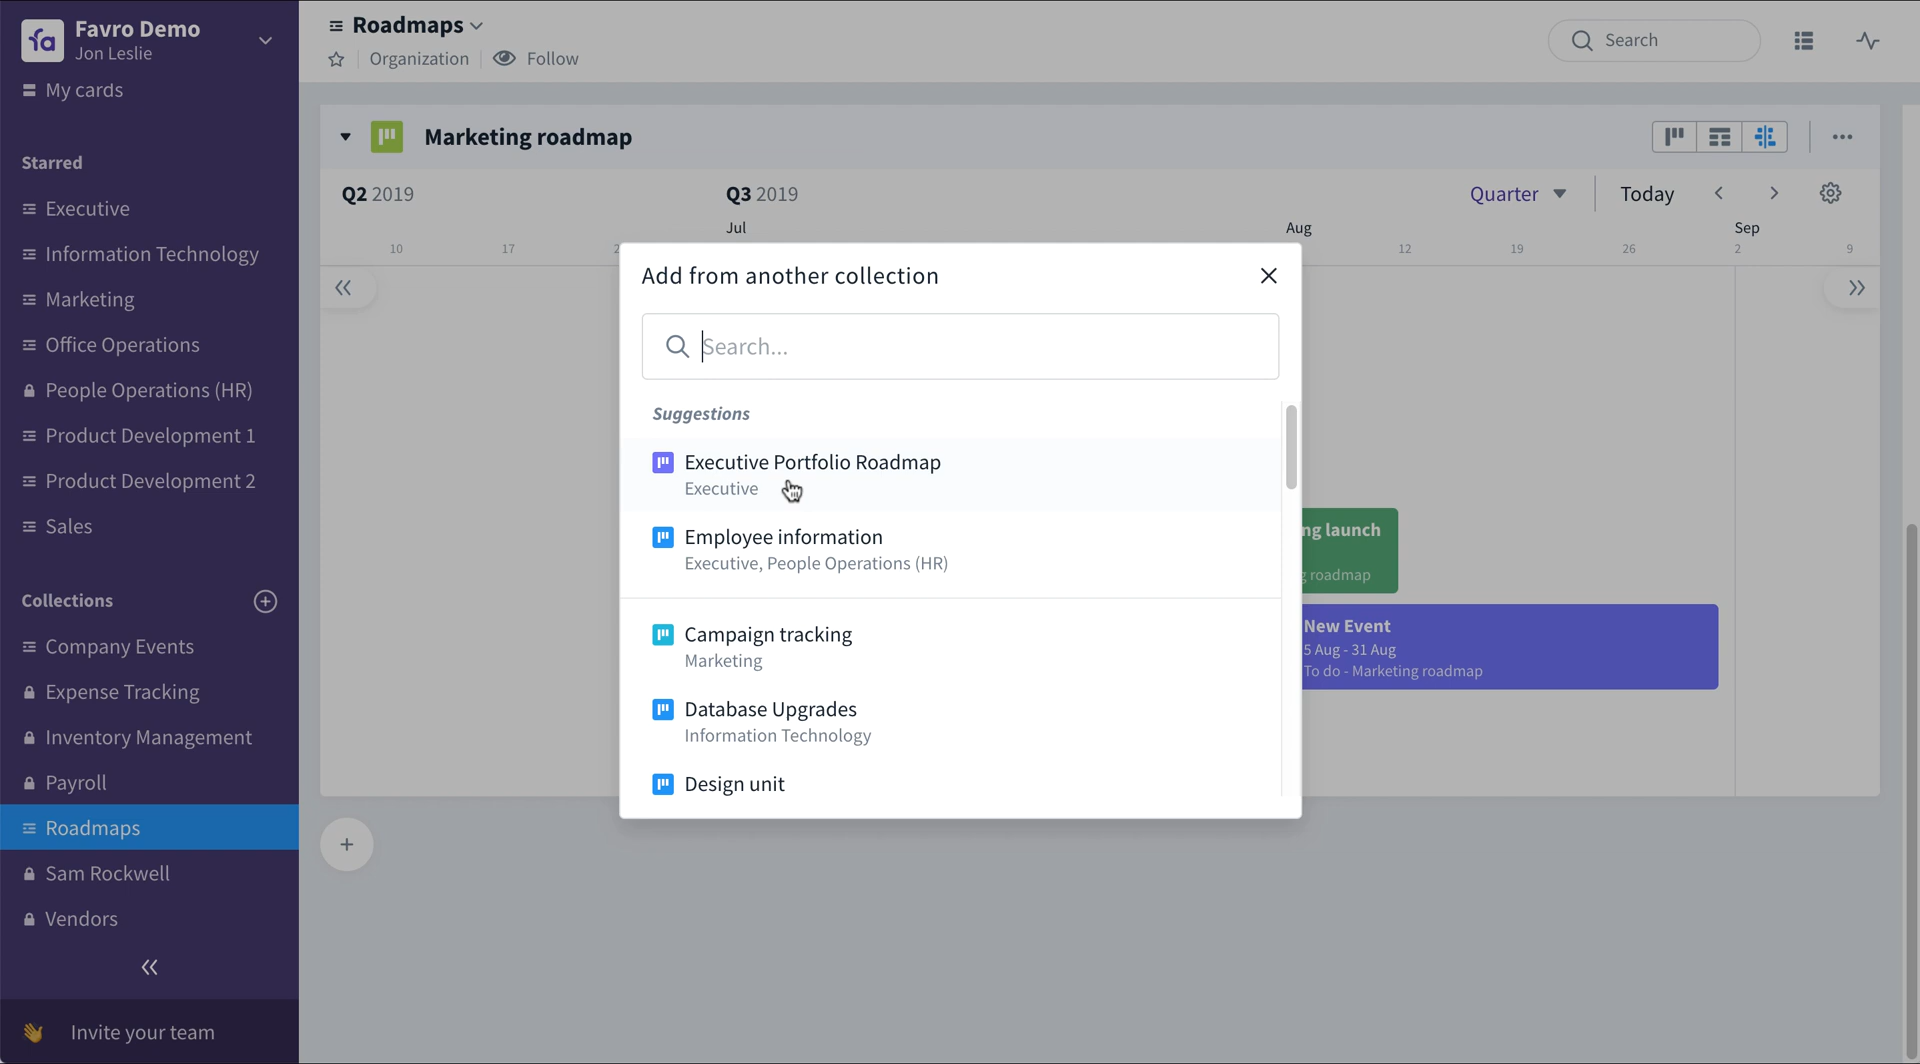 Favro Demo
Jon Leslie
My cards
Starred
Executive
Information Technology
Marketing
Office Operations
People Operations (HR)
Product Development 1
Product Development 2
Sales
Collections
Company Events
Expense Tracking
Inventory Management
Payroll
Roadmaps
Sam Rockwell
Vendors
Invite your team
Roadmaps
Organization
Follow
Search
Marketing roadmap
Q2 2019
Q3 2019
Quarter
Today
Jul
Aug
Sep
10
17
2
12
19
26
2
9
Add from another collection
Search...
Suggestions
Executive Portfolio Roadmap
Executive
Employee information
Executive, People Operations (HR)
Campaign tracking
Marketing
Database Upgrades
Information Technology
Design unit
ng launch
g roadmap
New Event
5 Aug - 31 Aug
To do - Marketing roadmap